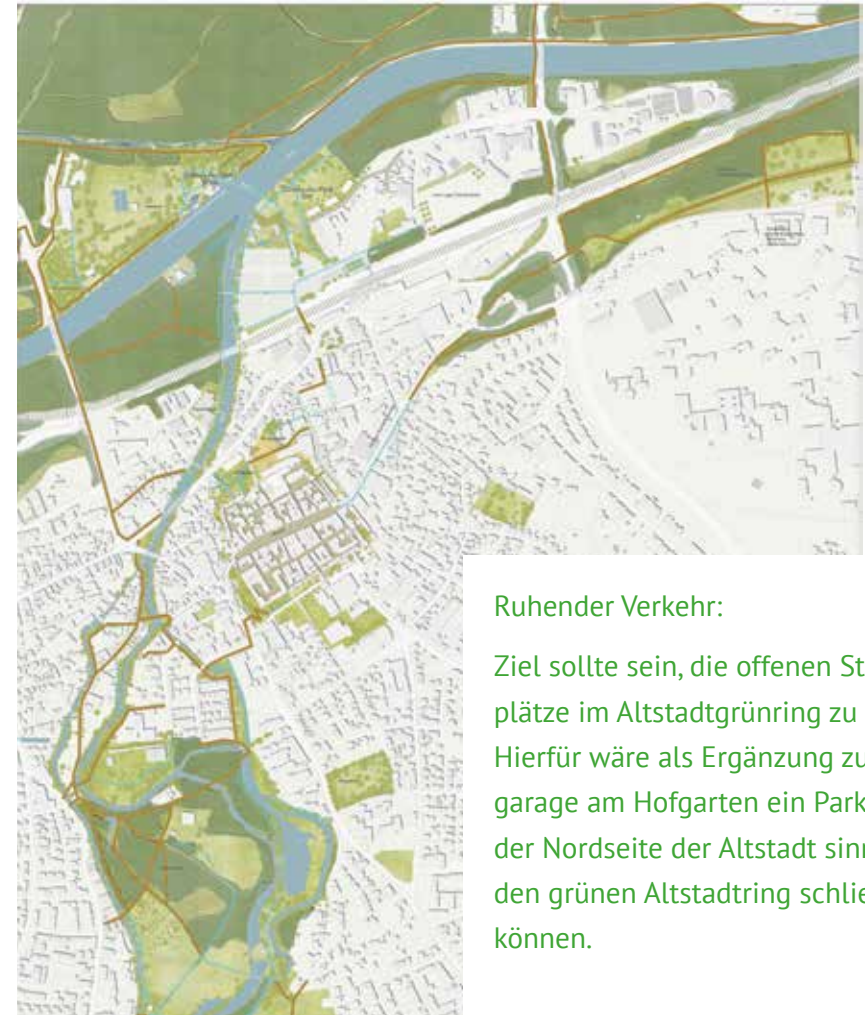 Ruhender Verkehr:
Ziel sollte sein, die offenen St
plätze im Altstadtgrünring zu
Hierfür wäre als Ergänzung zu
garage am Hofgarten ein Park
der Nordseite der Altstadt sin
den grünen Altstadtring schlie
können.